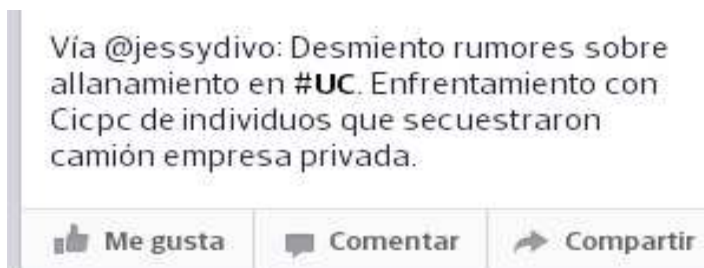 Vía @jessydivo: Desmiento rumores sobre
allanamiento en #UC. Enfrentamiento con
Cicpc de individuos que secuestraron
camión empresa privada.
Me gusta Comentar Compartir